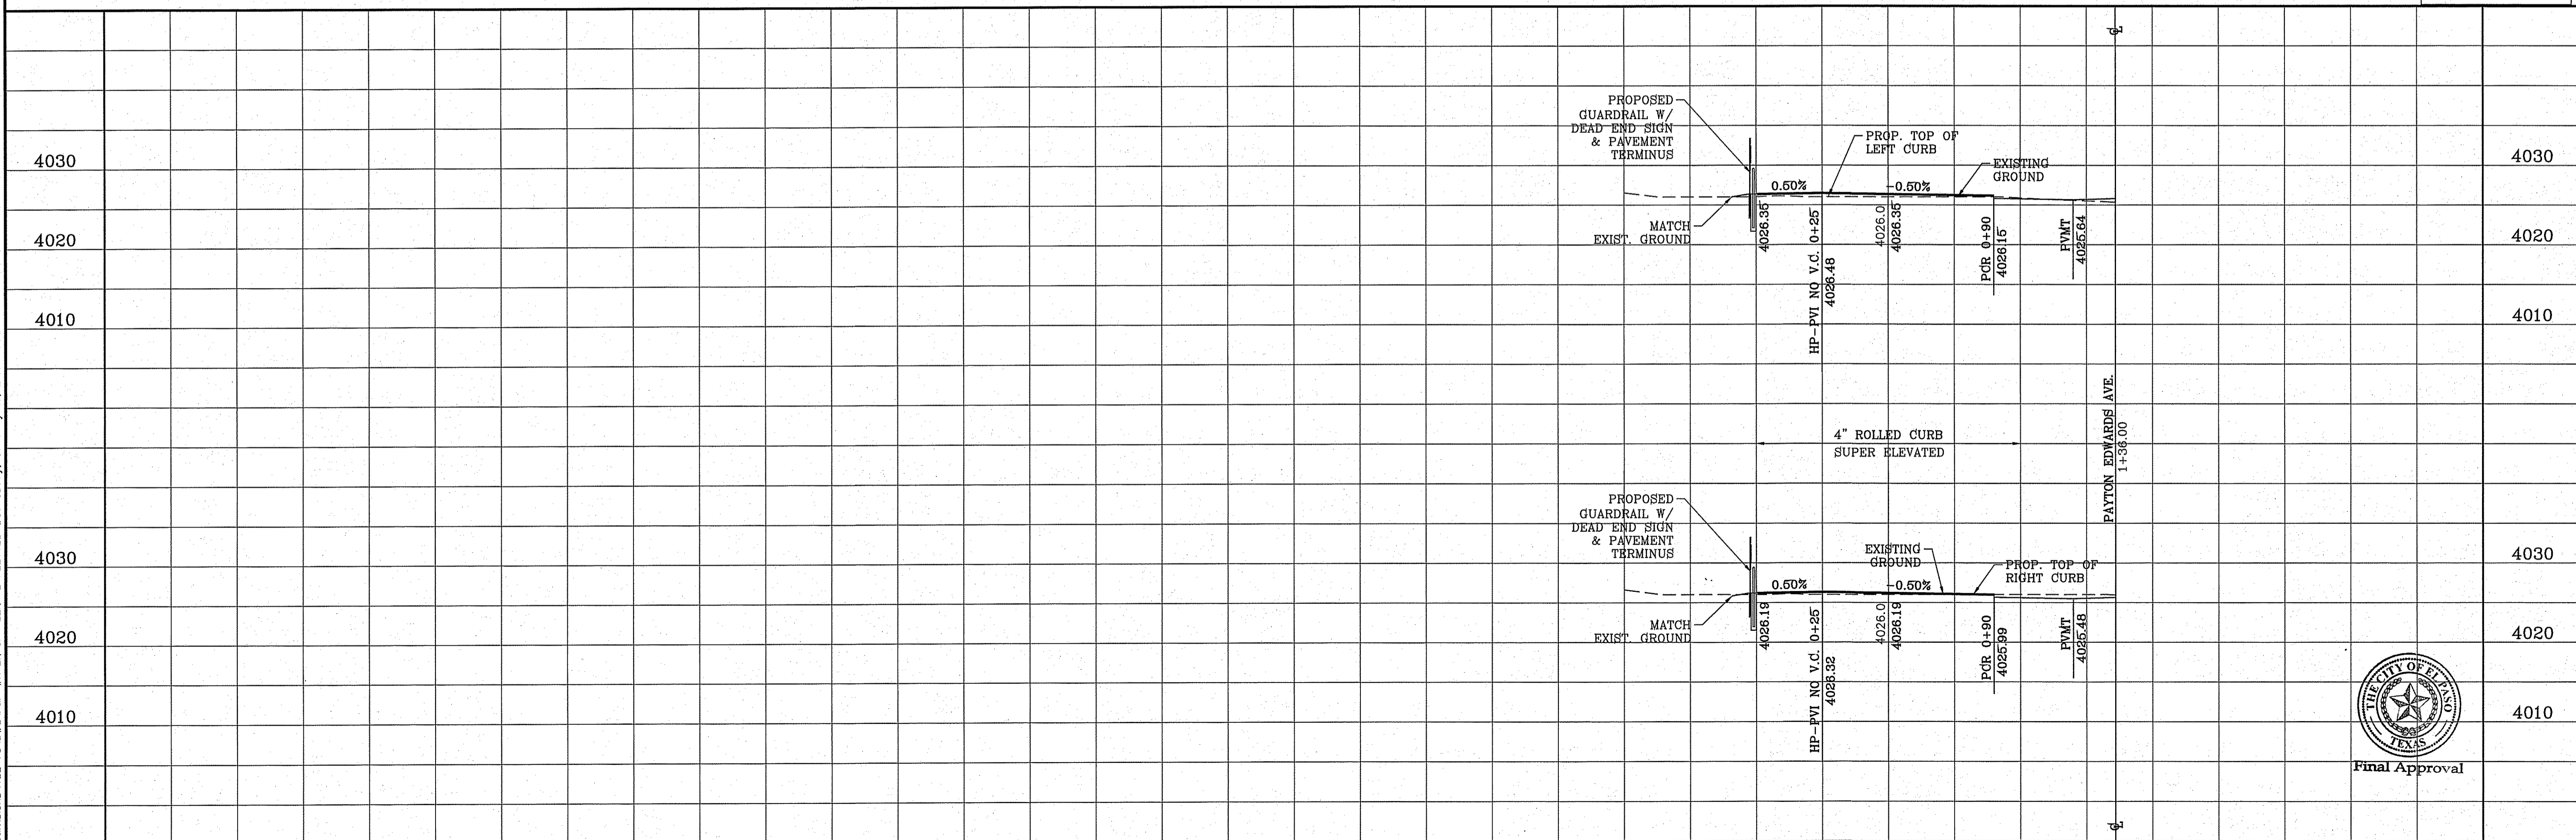 PROPOSED
GUARDRAIL W/
DEAD END SIGN
& PAVEMENT
TERMINUS
PROP. TOP OF
LEFT CURB
EXISTING
GROUND
4030
4030
0.50%
-0.50%
MATCH
EXIST. GROUND
4026.35
HP-PVI NO V.C. 0+25
4026.48
4026.0
4026.35
PCR 0+90
4026.15
PVMT
4025.64
4020
4020
4010
4010
4" ROLLED CURB
SUPER ELEVATED
PAYTON EDWARDS AVE.
1+36.00
PROPOSED
GUARDRAIL W/
DEAD END SIGN
& PAVEMENT
TERMINUS
EXISTING
GROUND
PROP. TOP OF
RIGHT CURB
4030
4030
0.50%
-0.50%
MATCH
EXIST. GROUND
4026.19
HP-PVI NO V.C. 0+25
4026.32
4026.0
4026.19
PCR 0+90
4025.99
PVMT
4025.48
4020
4020
4010
4010
THE CITY OF EL PASO
TEXAS
Final Approval